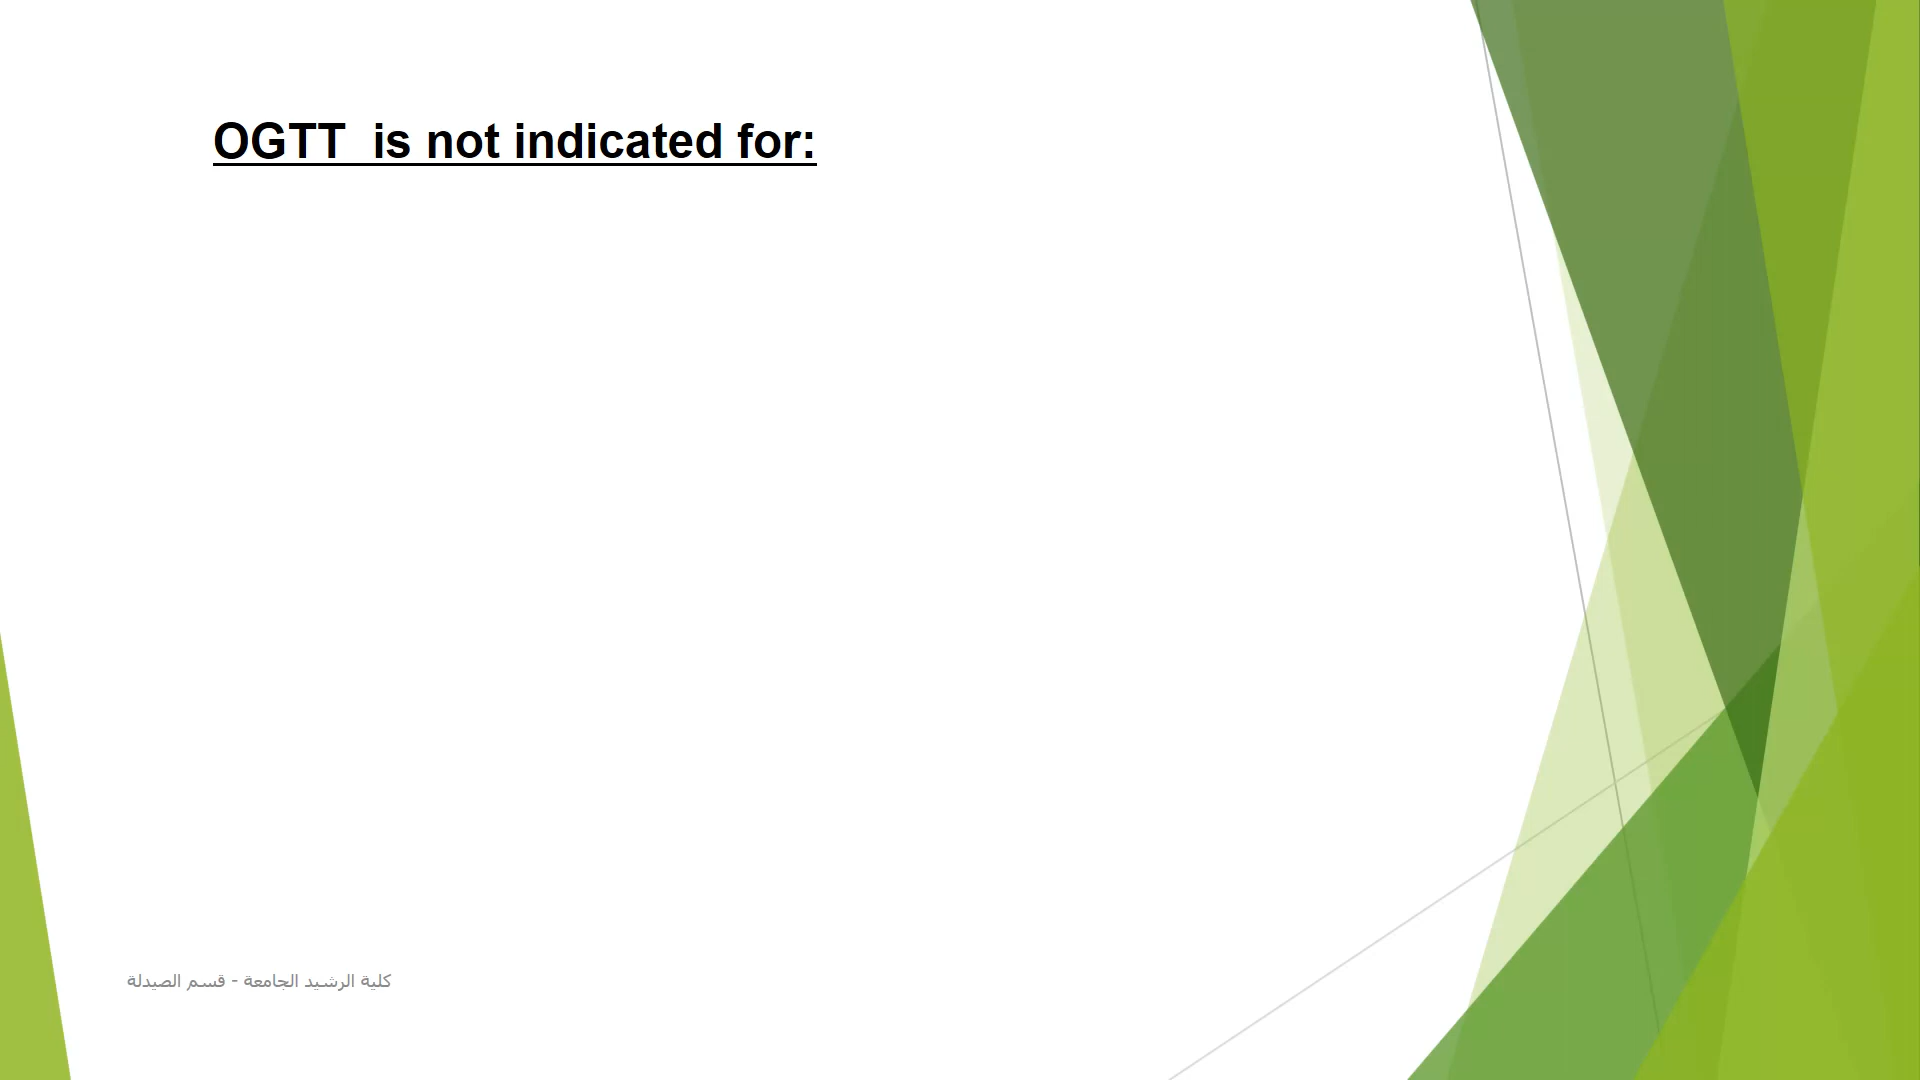 OGTT  is not indicated for:
كلية الرشيد الجامعة - قسم الصيدلة